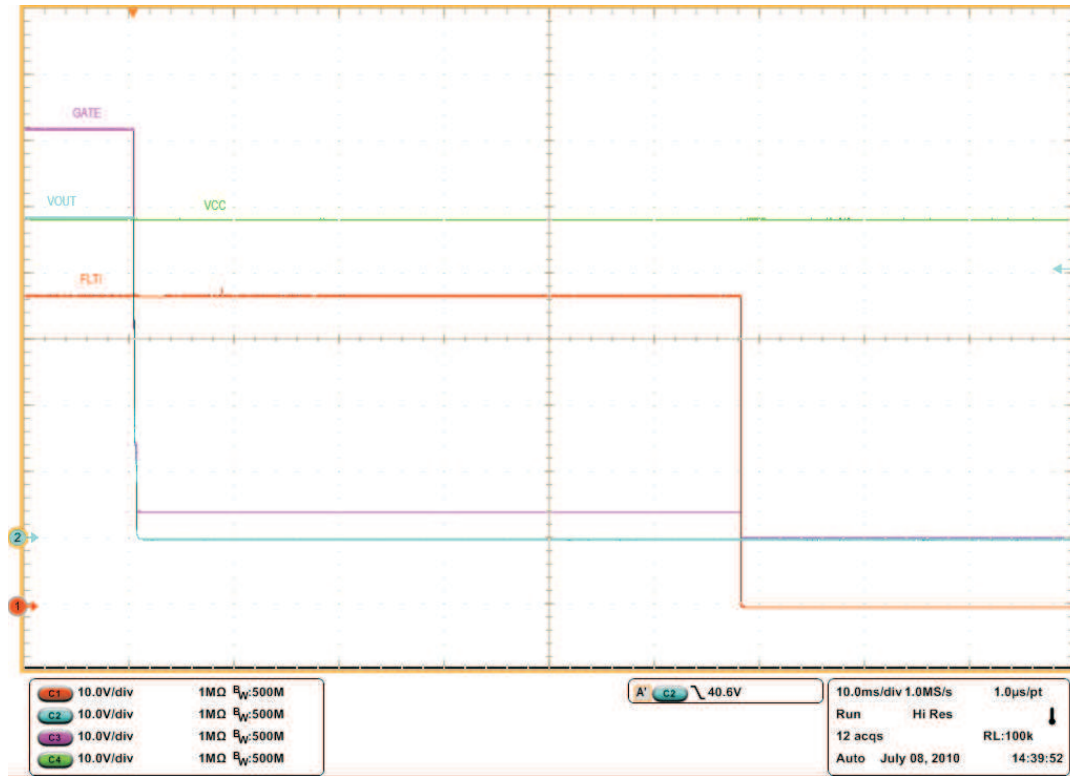 GATE
VOUT
VCC
FLTi
2
1
C1 10.0V/div 1MΩ BW:500M
C2 10.0V/div 1MΩ BW:500M
C3 10.0V/div 1MΩ BW:500M
C4 10.0V/div 1MΩ BW:500M
A' C2 40.6V
10.0ms/div 1.0MS/s 1.0µs/pt
Run Hi Res
12 acqs RL:100k
Auto July 08, 2010 14:39:52